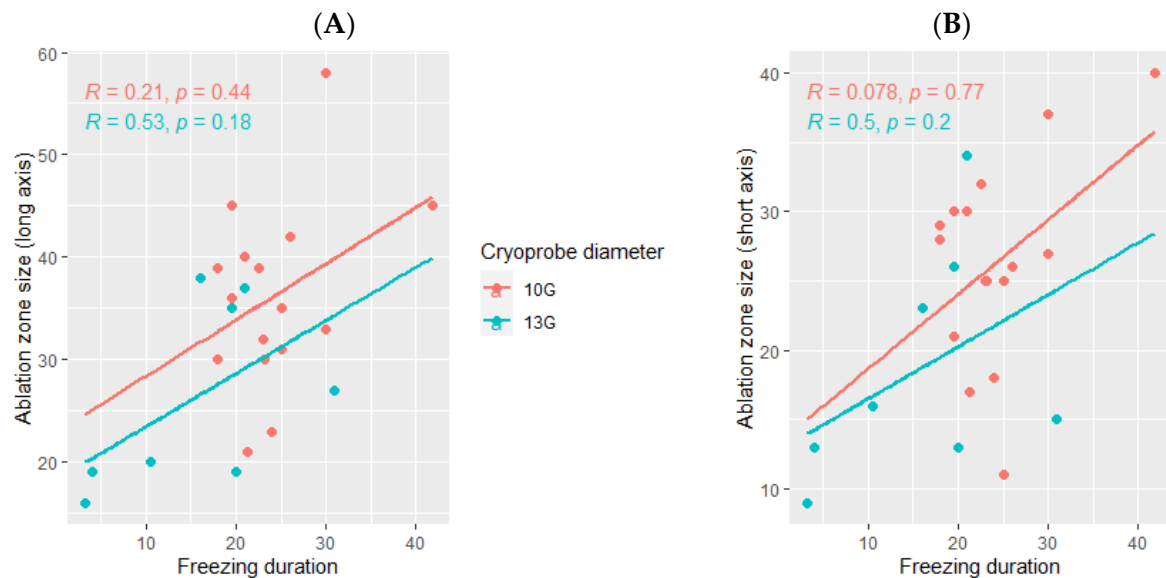 (A)
(B)
R = 0.21, p = 0.44
R = 0.53, p = 0.18
60
50
40
30
20
10
20
30
40
Ablation zone size (long axis)
Freezing duration
Cryoprobe diameter
a 10G
a 13G
R = 0.078, p = 0.77
R = 0.5, p = 0.2
40
30
20
10
10
20
30
40
Ablation zone size (short axis)
Freezing duration